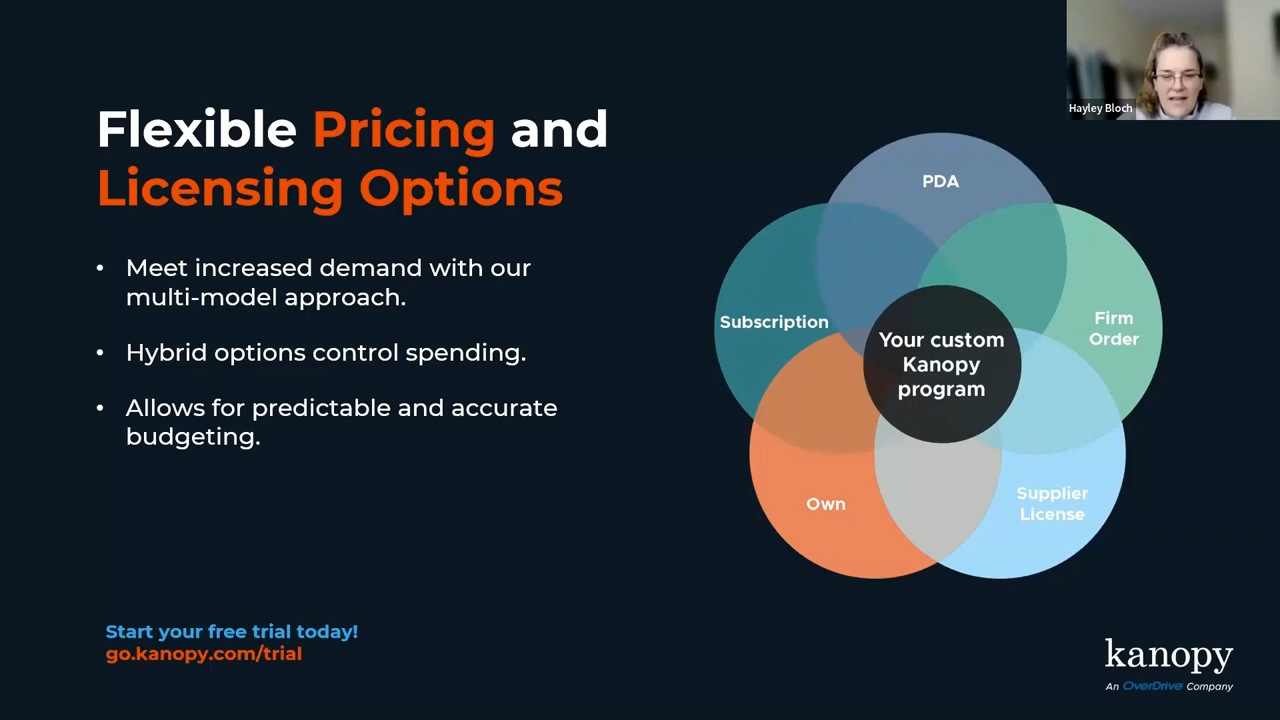 Hayley Bloch
Flexible Pricing and
Licensing Options
• Meet increased demand with our
multi-model approach.
• Hybrid options control spending.
• Allows for predictable and accurate
budgeting.
PDA
Subscription
Firm
Order
Your custom
Kanopy
program
Own
Supplier
License
Start your free trial today!
go.kanopy.com/trial
kanopy
An OverDrive Company